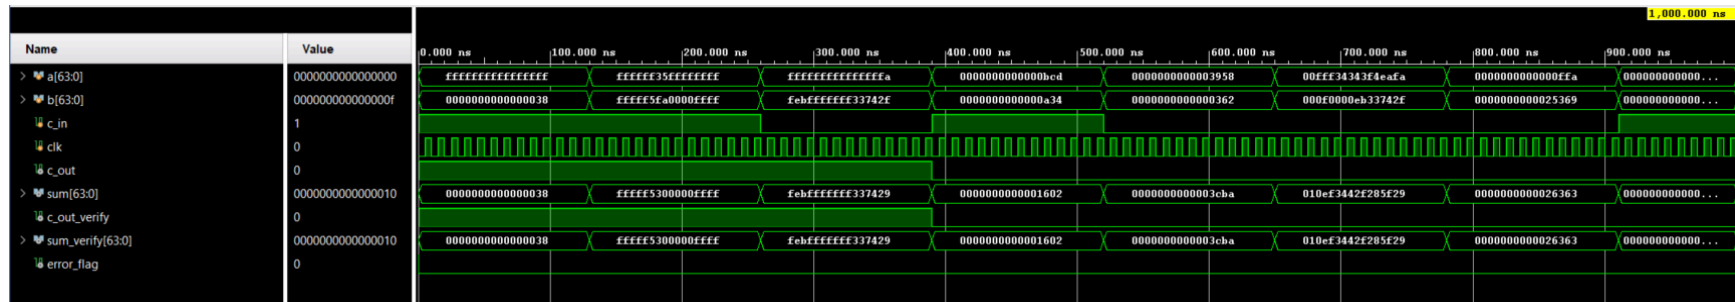 1,000.000 ns
Name Value 0.000 ns 100.000 ns 200.000 ns 300.000 ns 400.000 ns 500.000 ns 600.000 ns 700.000 ns 800.000 ns 900.000 ns
a[63:0] 0000000000000000 ffffffffffffffff ffffff35ffffffff fffffffffffffffa 0000000000000bcd 0000000000003958 00fff34343f4eafa 0000000000000ffa 000000000000...
b[63:0] 000000000000000f 0000000000000038 fffff5fa0000ffff febffffff33742f 0000000000000a34 0000000000000362 000f0000eb33742f 0000000000025369 000000000000...
c_in 1
clk 0
c_out 0
sum[63:0] 0000000000000010 0000000000000038 fffff5300000ffff febfffffff337429 0000000000001602 0000000000003cba 010ef3442f285f29 0000000000026363 000000000000...
c_out_verify 0
sum_verify[63:0] 0000000000000010 0000000000000038 fffff5300000ffff febfffffff337429 0000000000001602 0000000000003cba 010ef3442f285f29 0000000000026363 000000000000...
error_flag 0